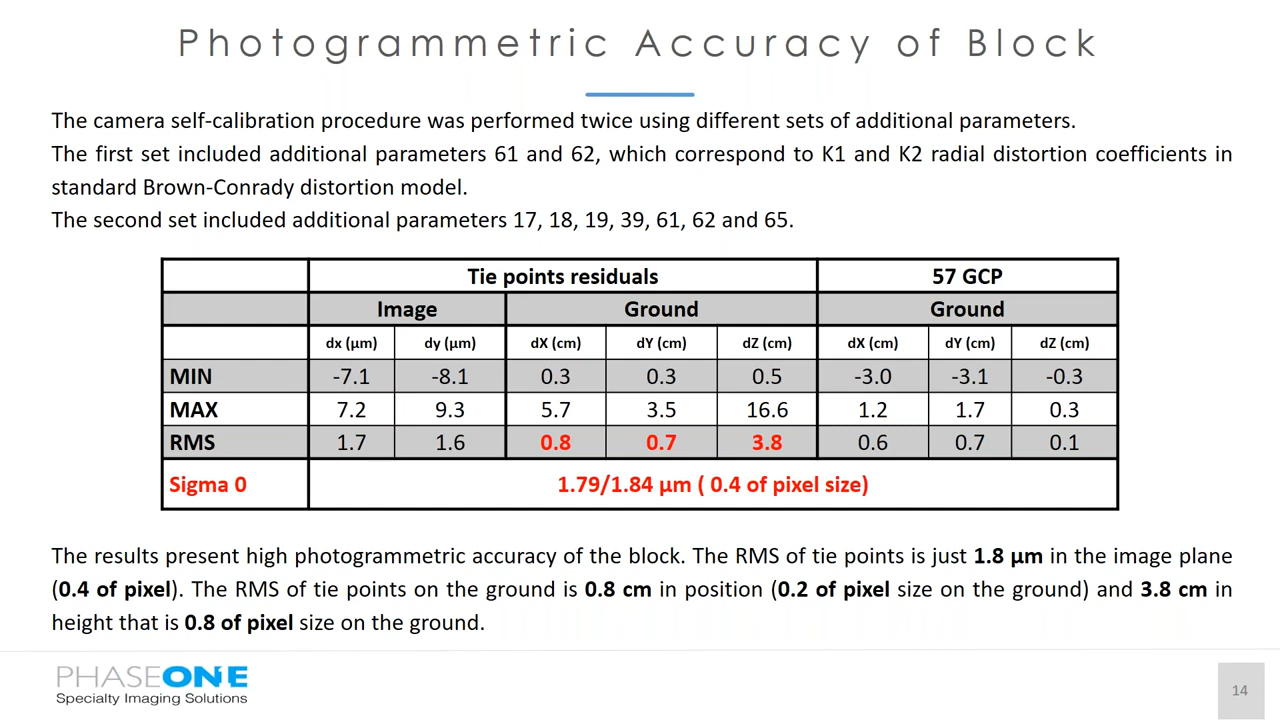 Photogrammetric Accuracy of Block
The camera self-calibration procedure was performed twice using different sets of additional parameters.
The first set included additional parameters 61 and 62, which correspond to K1 and K2 radial distortion coefficients in
standard Brown-Conrady distortion model.
The second set included additional parameters 17, 18, 19, 39, 61, 62 and 65.
Tie points residuals 57 GCP
Image Ground Ground
dx (µm) dy (µm) dX (cm) dY (cm) dZ (cm) dX (cm) dY (cm) dZ (cm)
MIN -7.1 -8.1 0.3 0.3 0.5 -3.0 -3.1 -0.3
MAX 7.2 9.3 5.7 3.5 16.6 1.2 1.7 0.3
RMS 1.7 1.6 0.8 0.7 3.8 0.6 0.7 0.1
Sigma 0 1.79/1.84 µm ( 0.4 of pixel size)
The results present high photogrammetric accuracy of the block. The RMS of tie points is just 1.8 µm in the image plane
(0.4 of pixel). The RMS of tie points on the ground is 0.8 cm in position (0.2 of pixel size on the ground) and 3.8 cm in
height that is 0.8 of pixel size on the ground.
PHASEONE
Specialty Imaging Solutions
14